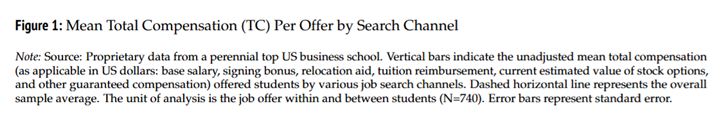 Figure 1: Mean Total Compensation (TC) Per Offer by Search Channel
Note: Source: Proprietary data from a perennial top US business school. Vertical bars indicate the unadjusted mean total compensation
(as applicable in US dollars: base salary, signing bonus, relocation aid, tuition reimbursement, current estimated value of stock options,
and other guaranteed compensation) offered students by various job search channels. Dashed horizontal line represents the overall
sample average. The unit of analysis is the job offer within and between students (N=740). Error bars represent standard error.